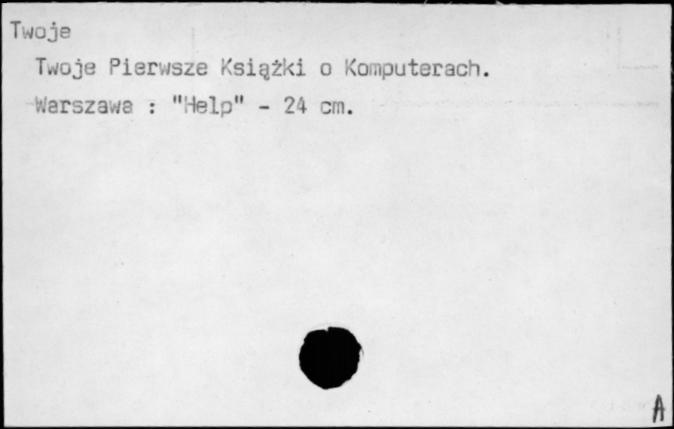 Twoje
Twoje Pierwsze Książki o Komputerach.
Warszawa : "Help" - 24 cm.
A